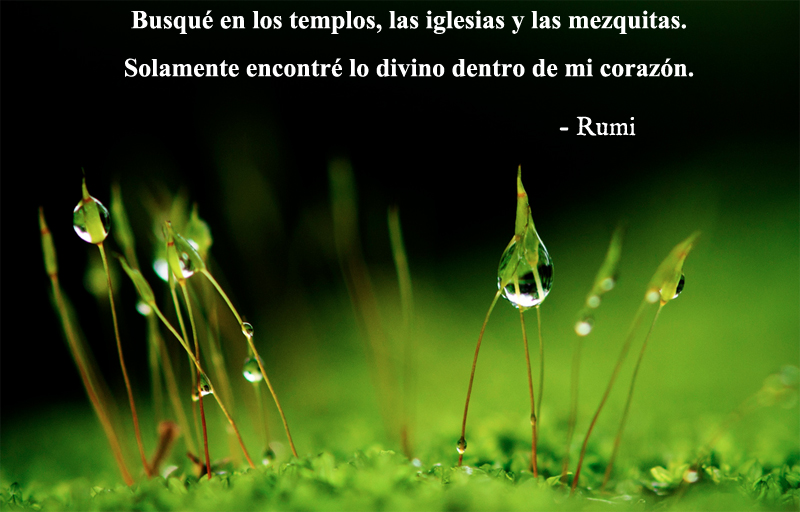 Busqué en los templos, las iglesias y las mezquitas.
Solamente encontré lo divino dentro de mi corazón.
- Rumi